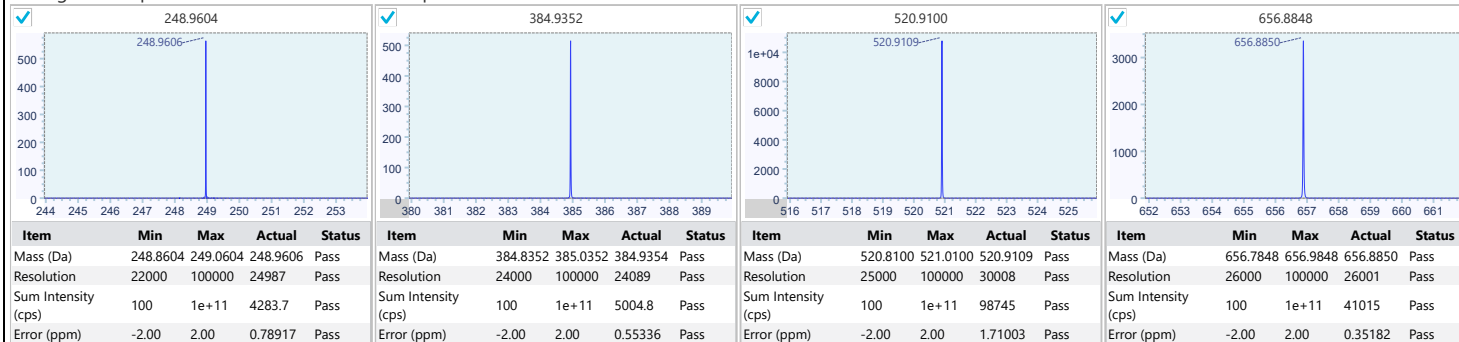 248.9604
248.9606
500
400
300
200
100
0
244 245 246 247 248 249 250 251 252 253
Item Min Max Actual Status
Mass (Da) 248.8604 249.0604 248.9606 Pass
Resolution 22000 100000 24987 Pass
Sum Intensity (cps) 100 1e+11 4283.7 Pass
Error (ppm) -2.00 2.00 0.78917 Pass
384.9352
500
400
300
200
100
0
380 381 382 383 384 385 386 387 388 389
Item Min Max Actual Status
Mass (Da) 384.8352 385.0352 384.9354 Pass
Resolution 24000 100000 24089 Pass
Sum Intensity (cps) 100 1e+11 5004.8 Pass
Error (ppm) -2.00 2.00 0.55336 Pass
520.9100
520.9109
1e+04
8000
6000
4000
2000
0
516 517 518 519 520 521 522 523 524 525
Item Min Max Actual Status
Mass (Da) 520.8100 521.0100 520.9109 Pass
Resolution 25000 100000 30008 Pass
Sum Intensity (cps) 100 1e+11 98745 Pass
Error (ppm) -2.00 2.00 1.71003 Pass
656.8848
656.8850
3000
2000
1000
0
652 653 654 655 656 657 658 659 660 661
Item Min Max Actual Status
Mass (Da) 656.7848 656.9848 656.8850 Pass
Resolution 26000 100000 26001 Pass
Sum Intensity (cps) 100 1e+11 41015 Pass
Error (ppm) -2.00 2.00 0.35182 Pass